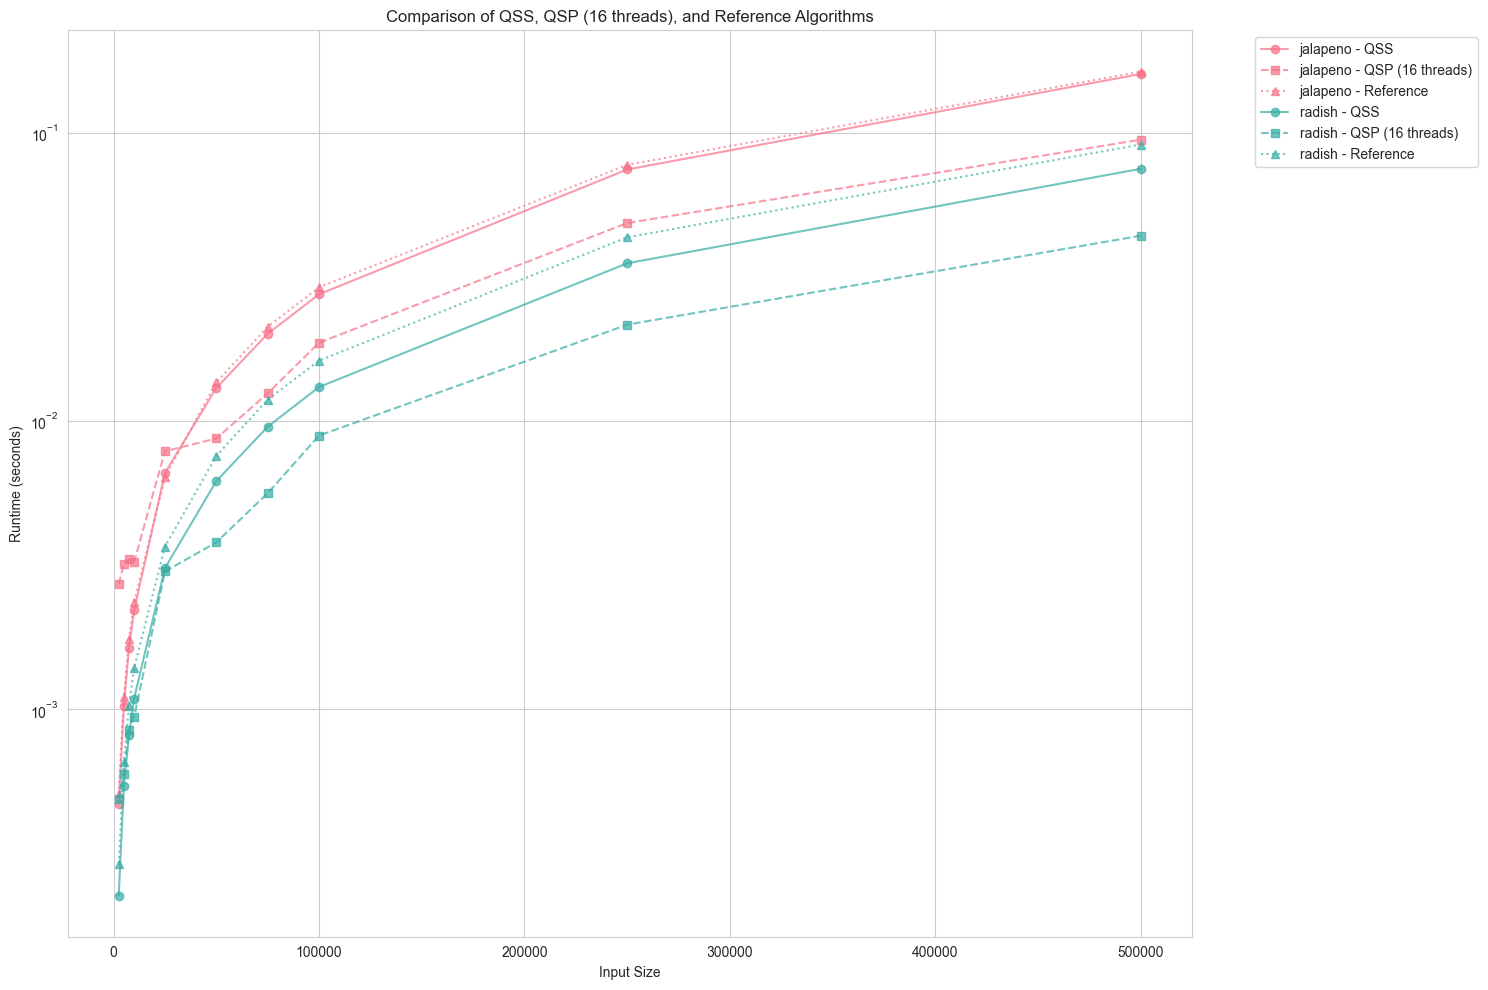 Comparison of QSS, QSP (16 threads), and Reference Algorithms
jalapeno - QSS
jalapeno - QSP (16 threads)
jalapeno - Reference
radish - QSS
radish - QSP (16 threads)
radish - Reference
Runtime (seconds)
10⁻¹
10⁻²
10⁻³
0 100000 200000 300000 400000 500000
Input Size